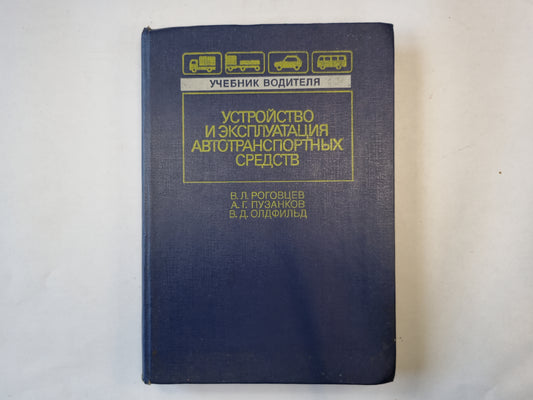 УЧЕБНИК ВОДИТЕЛЯ
УСТРОЙСТВО
И ЭКСПЛУАТАЦИЯ
АВТОТРАНСПОРТНЫХ
СРЕДСТВ
В. Л. РОГОВЦЕВ
А. Г. ПУЗАНКОВ
В. Д. ОЛДФИЛЬД